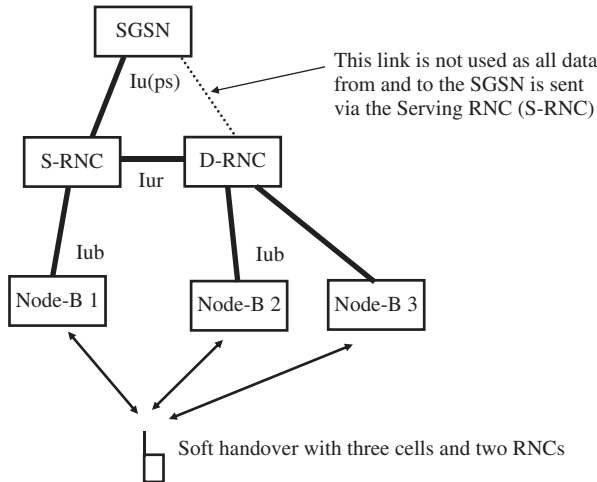 SGSN
This link is not used as all data
from and to the SGSN is sent
via the Serving RNC (S-RNC)
Iu(ps)
S-RNC
D-RNC
Iur
Iub
Iub
Node-B 1
Node-B 2
Node-B 3
Soft handover with three cells and two RNCs